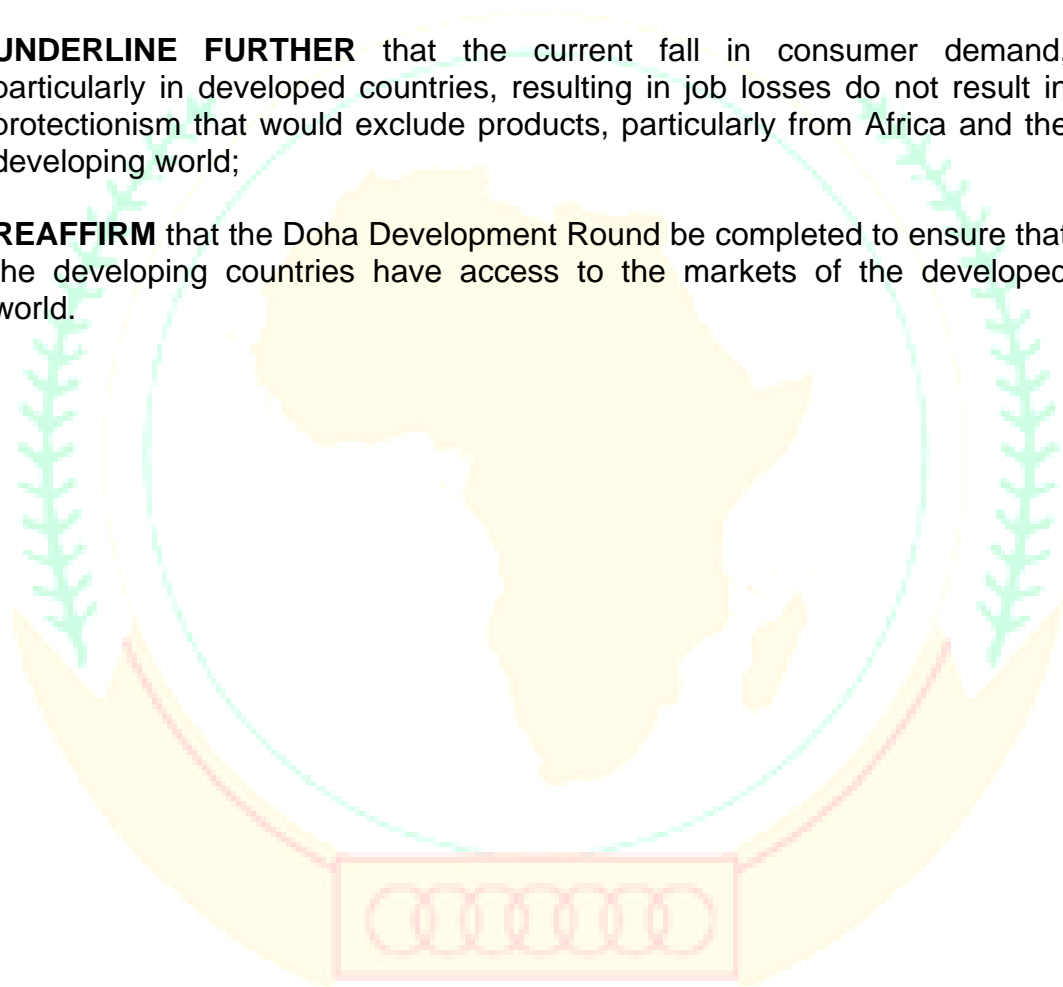 UNDERLINE FURTHER that the current fall in consumer demand,
particularly in developed countries, resulting in job losses do not result in
protectionism that would exclude products, particularly from Africa and the
developing world;
REAFFIRM that the Doha Development Round be completed to ensure that
the developing countries have access to the markets of the developed
world.